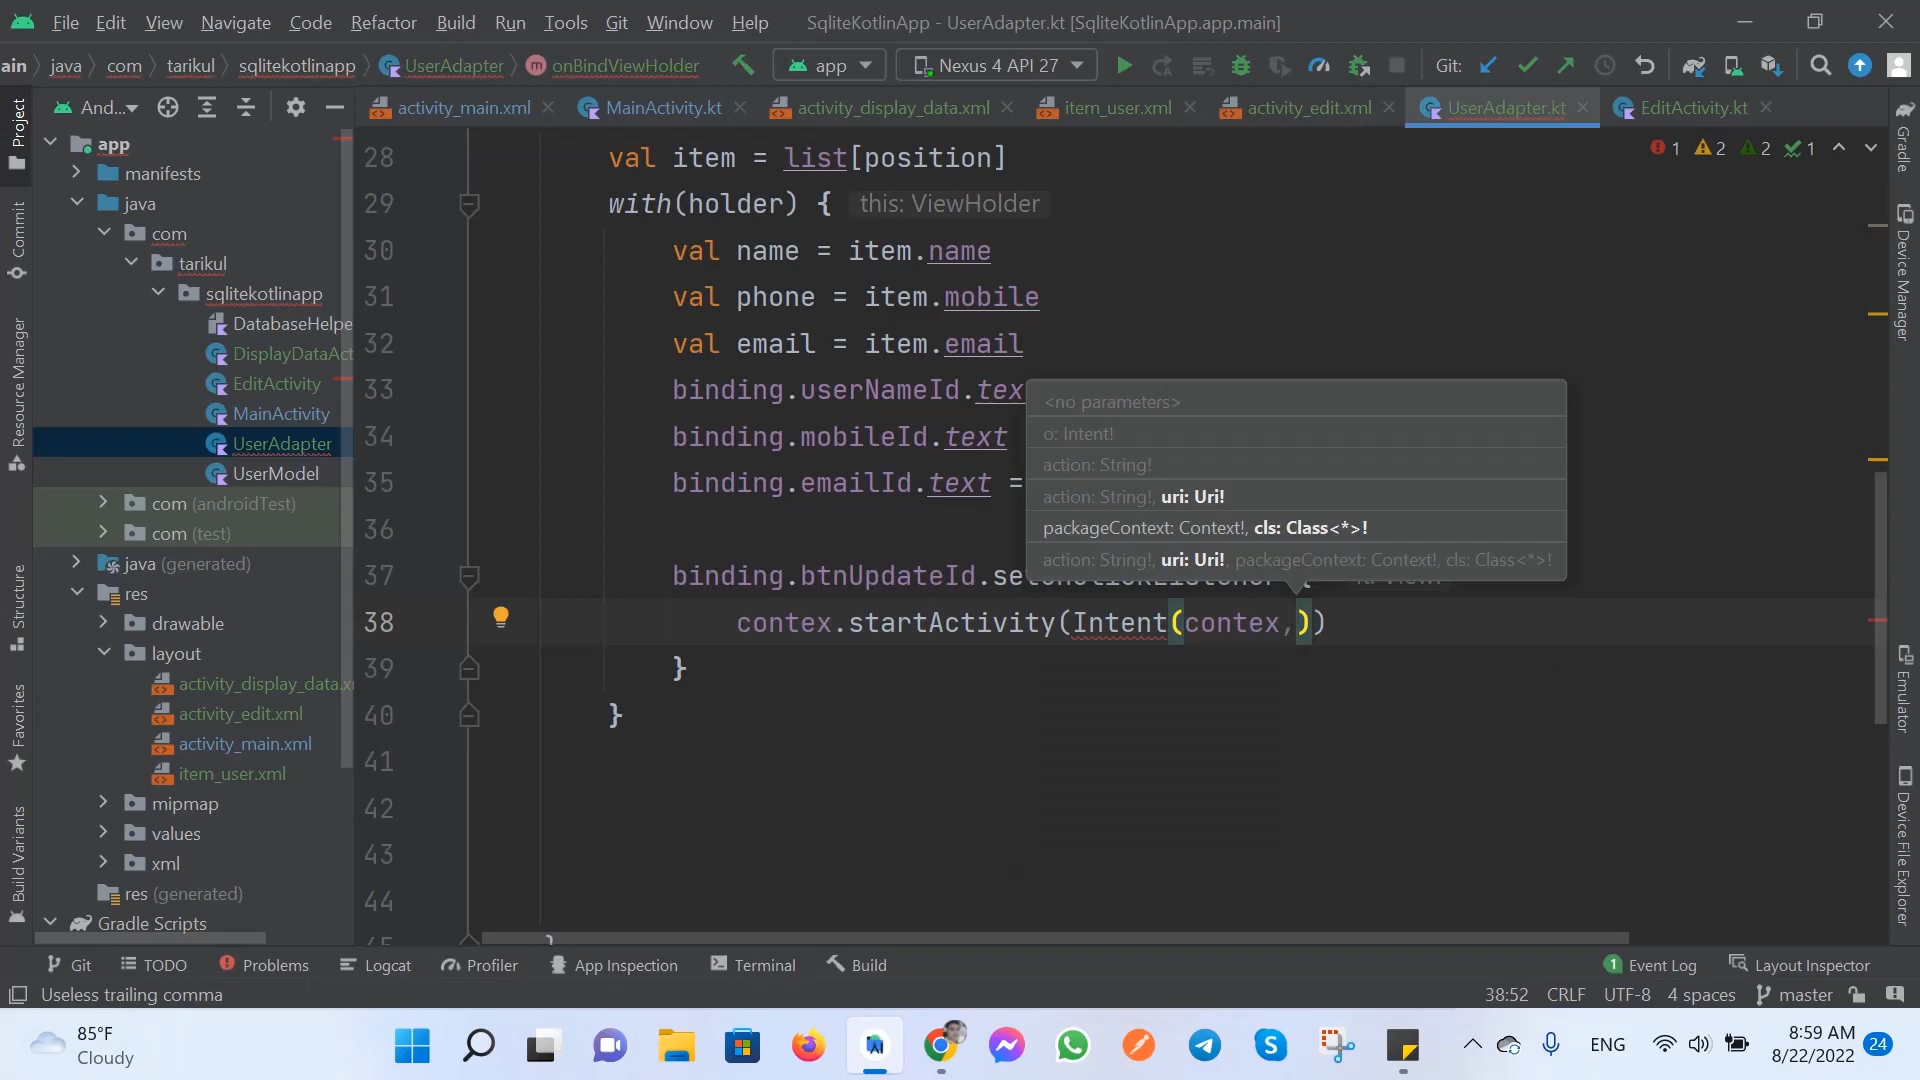 File Edit View Navigate Code Refactor Build Run Tools Git Window Help SqliteKotlinApp - UserAdapter.kt [SqliteKotlinApp.app.main]
ain java com tarikul sqlitekotlinapp UserAdapter onBindViewHolder app Nexus 4 API 27 Git:
And... activity_main.xml MainActivity.kt activity_display_data.xml item_user.xml activity_edit.xml UserAdapter.kt EditActivity.kt
Project
Commit
Resource Manager
Structure
Favorites
Build Variants
app
manifests
java
com
tarikul
sqlitekotlinapp
DatabaseHelpe
DisplayDataAct
EditActivity
MainActivity
UserAdapter
UserModel
com (androidTest)
com (test)
java (generated)
res
drawable
layout
activity_display_data.x
activity_edit.xml
activity_main.xml
item_user.xml
mipmap
values
xml
res (generated)
Gradle Scripts
1 2 2 1
28 val item = list[position]
29 with(holder) { this: ViewHolder
30 val name = item.name
31 val phone = item.mobile
32 val email = item.email
33 binding.userNameId.tex
34 binding.mobileId.text
35 binding.emailId.text =
36
37 binding.btnUpdateId.setOnClickListener {
38 contex.startActivity(Intent(contex,))
39 }
40 }
41
42
43
44
45 }
<no parameters>
o: Intent!
action: String!
action: String!, uri: Uri!
packageContext: Context!, cls: Class<*>!
action: String!, uri: Uri!, packageContext: Context!, cls: Class<*>!
Gradle
Device Manager
Emulator
Device File Explorer
Git TODO Problems Logcat Profiler App Inspection Terminal Build 1 Event Log Layout Inspector
Useless trailing comma 38:52 CRLF UTF-8 4 spaces master
85°F
Cloudy
ENG
8:59 AM
8/22/2022
24